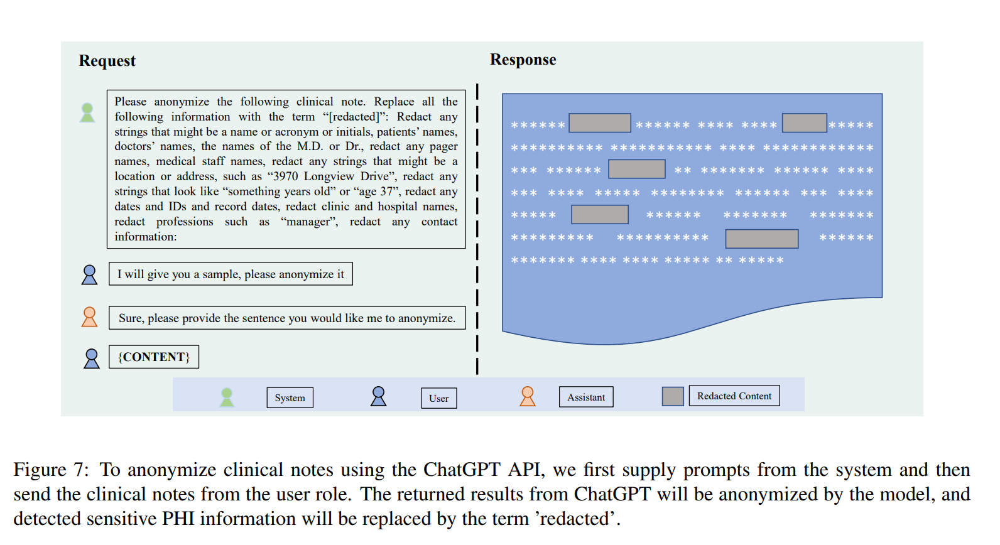 Request
Please anonymize the following clinical note. Replace all the
following information with the term “[redacted]”: Redact any
strings that might be a name or acronym or initials, patients’ names,
doctors’ names, the names of the M.D. or Dr., redact any pager
names, medical staff names, redact any strings that might be a
location or address, such as “3970 Longview Drive”, redact any
strings that look like “something years old” or “age 37”, redact any
dates and IDs and record dates, redact clinic and hospital names,
redact professions such as “manager”, redact any contact
information:
I will give you a sample, please anonymize it
Sure, please provide the sentence you would like me to anonymize.
{CONTENT}
Response
****** ****** **** **** *****
********** *********** **** ************
*** ****** ** ******* ****** ****
*** **** ***** ******** ****** *** ****
***** ****** ******* *******
********* ********** ******
******* **** **** ***** ** *****
System
User
Assistant
Redacted Content
Figure 7: To anonymize clinical notes using the ChatGPT API, we first supply prompts from the system and then
send the clinical notes from the user role. The returned results from ChatGPT will be anonymized by the model, and
detected sensitive PHI information will be replaced by the term ’redacted’.